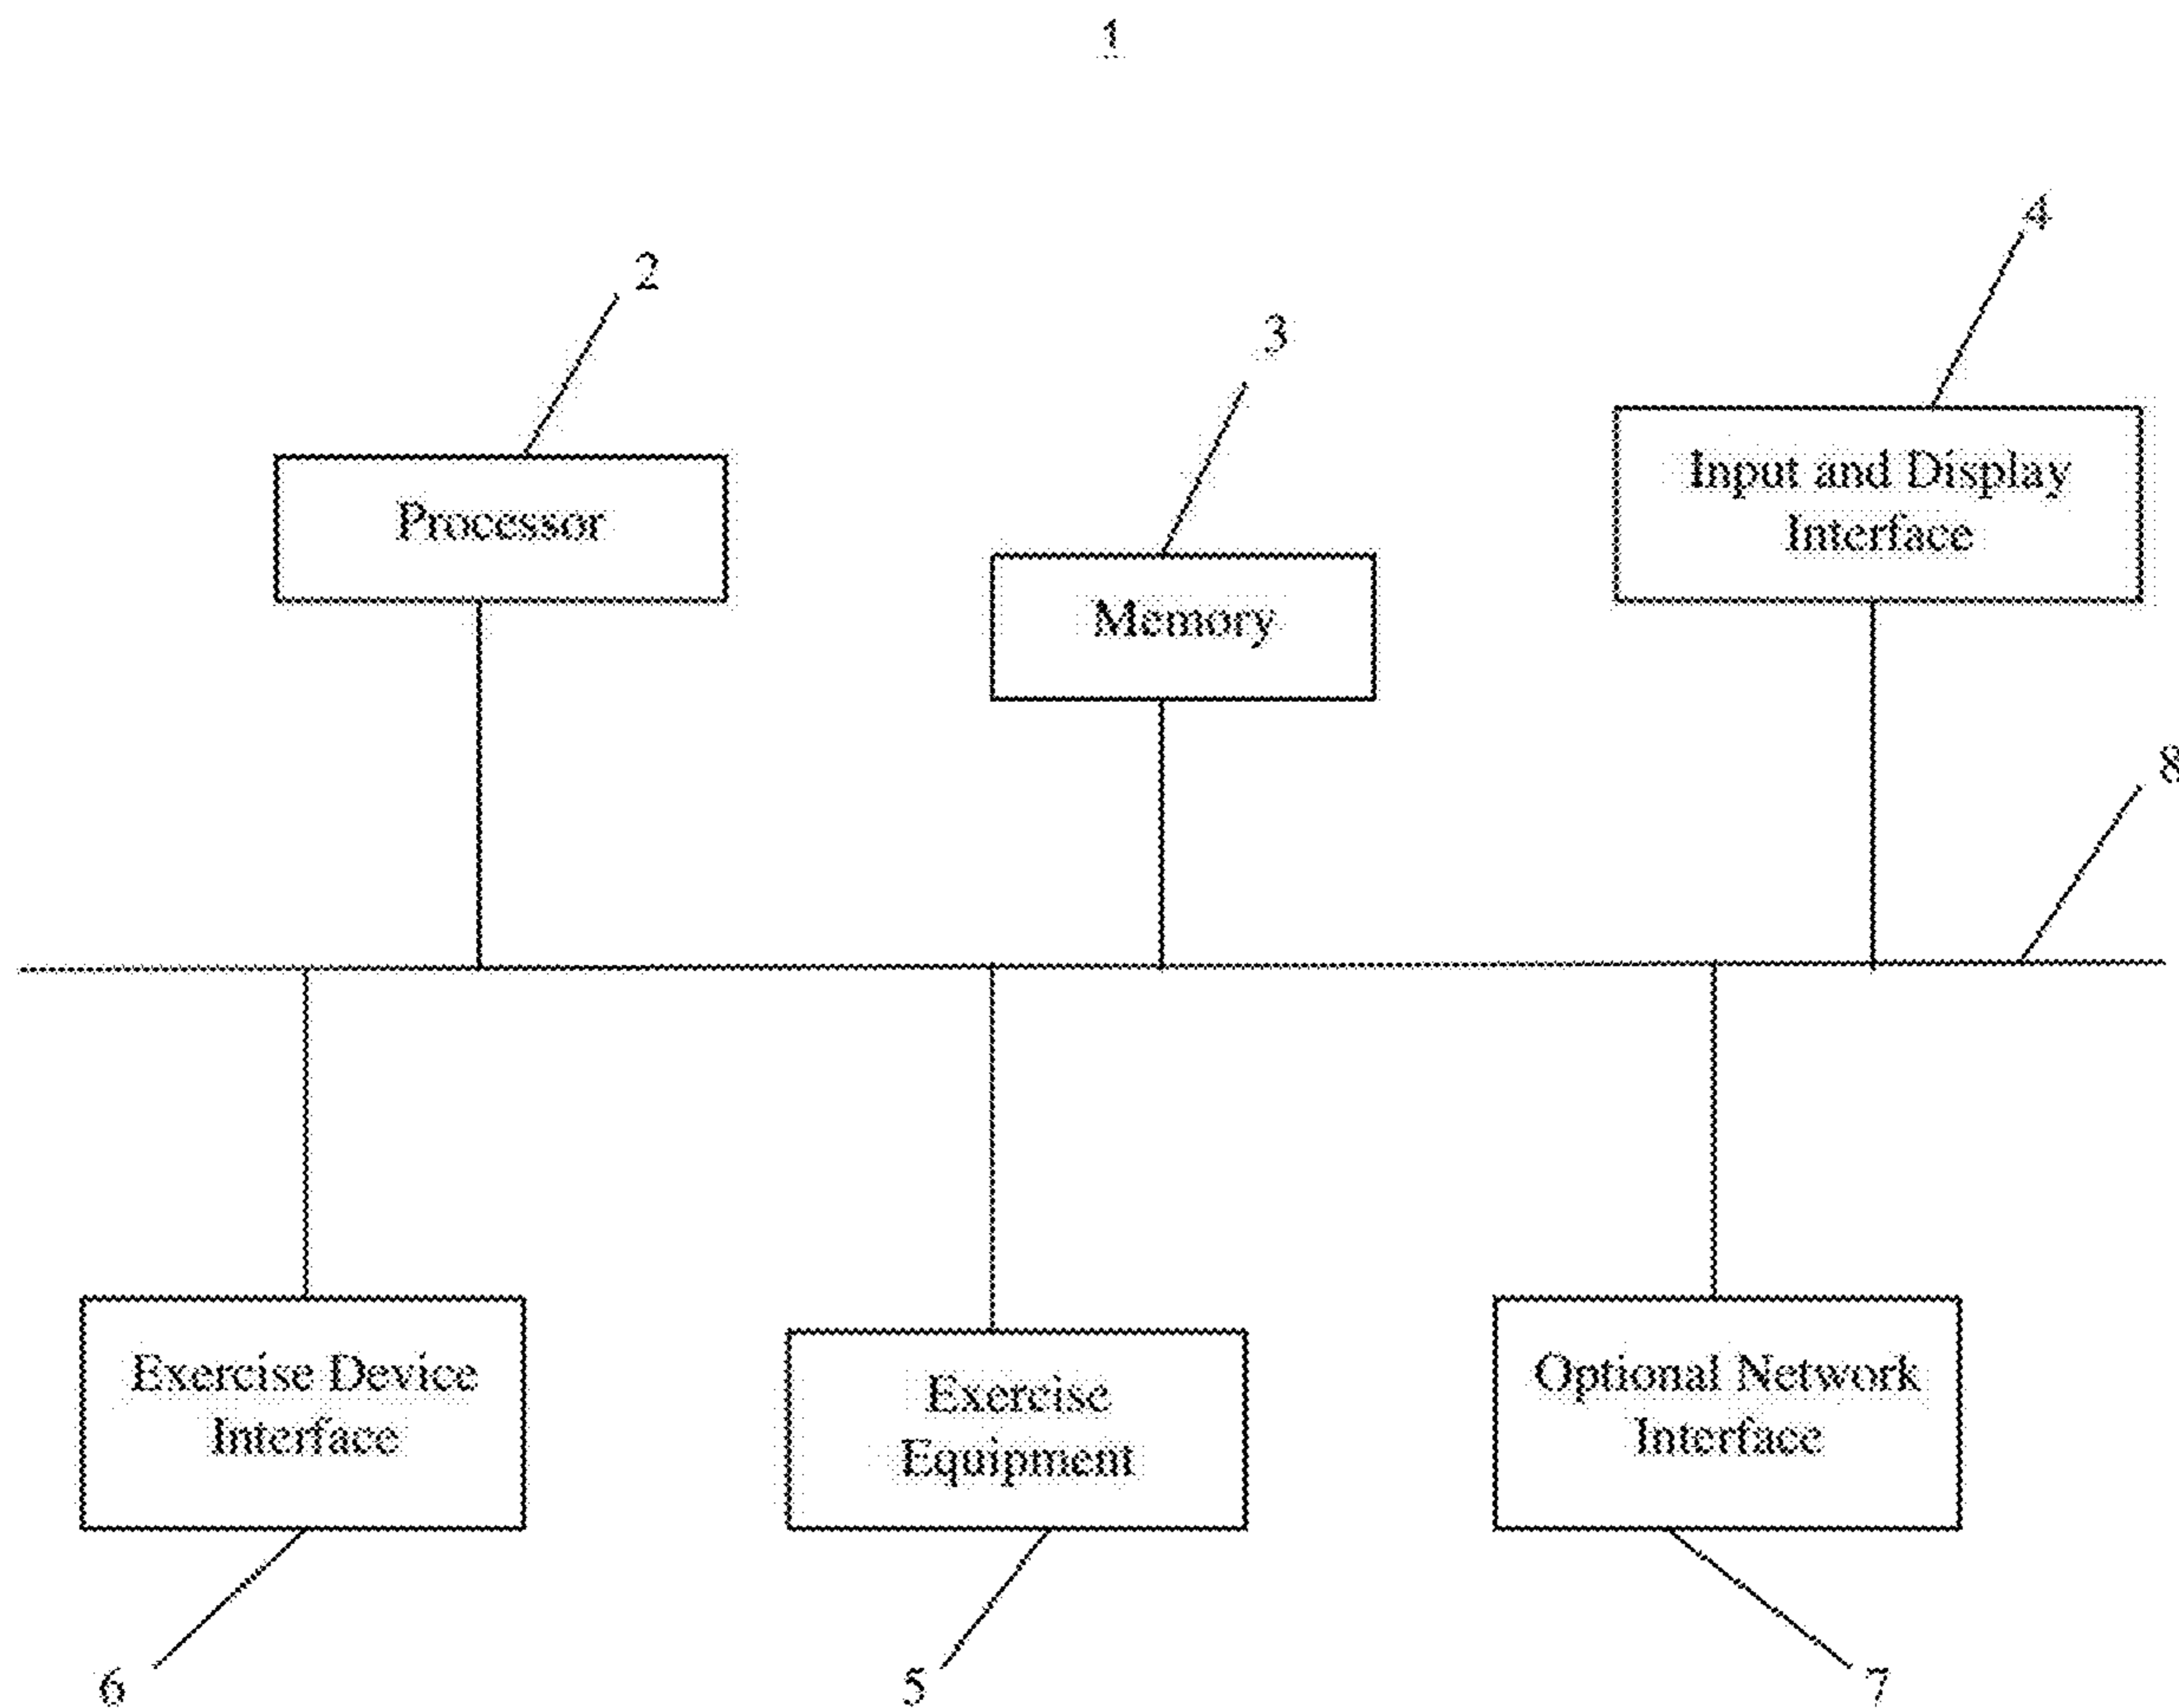 1
2
3
4
Processor
Memory
Input and Display
Interface
8
Exercise Device
Interface
Exercise
Equipment
Optional Network
Interface
6
5
7